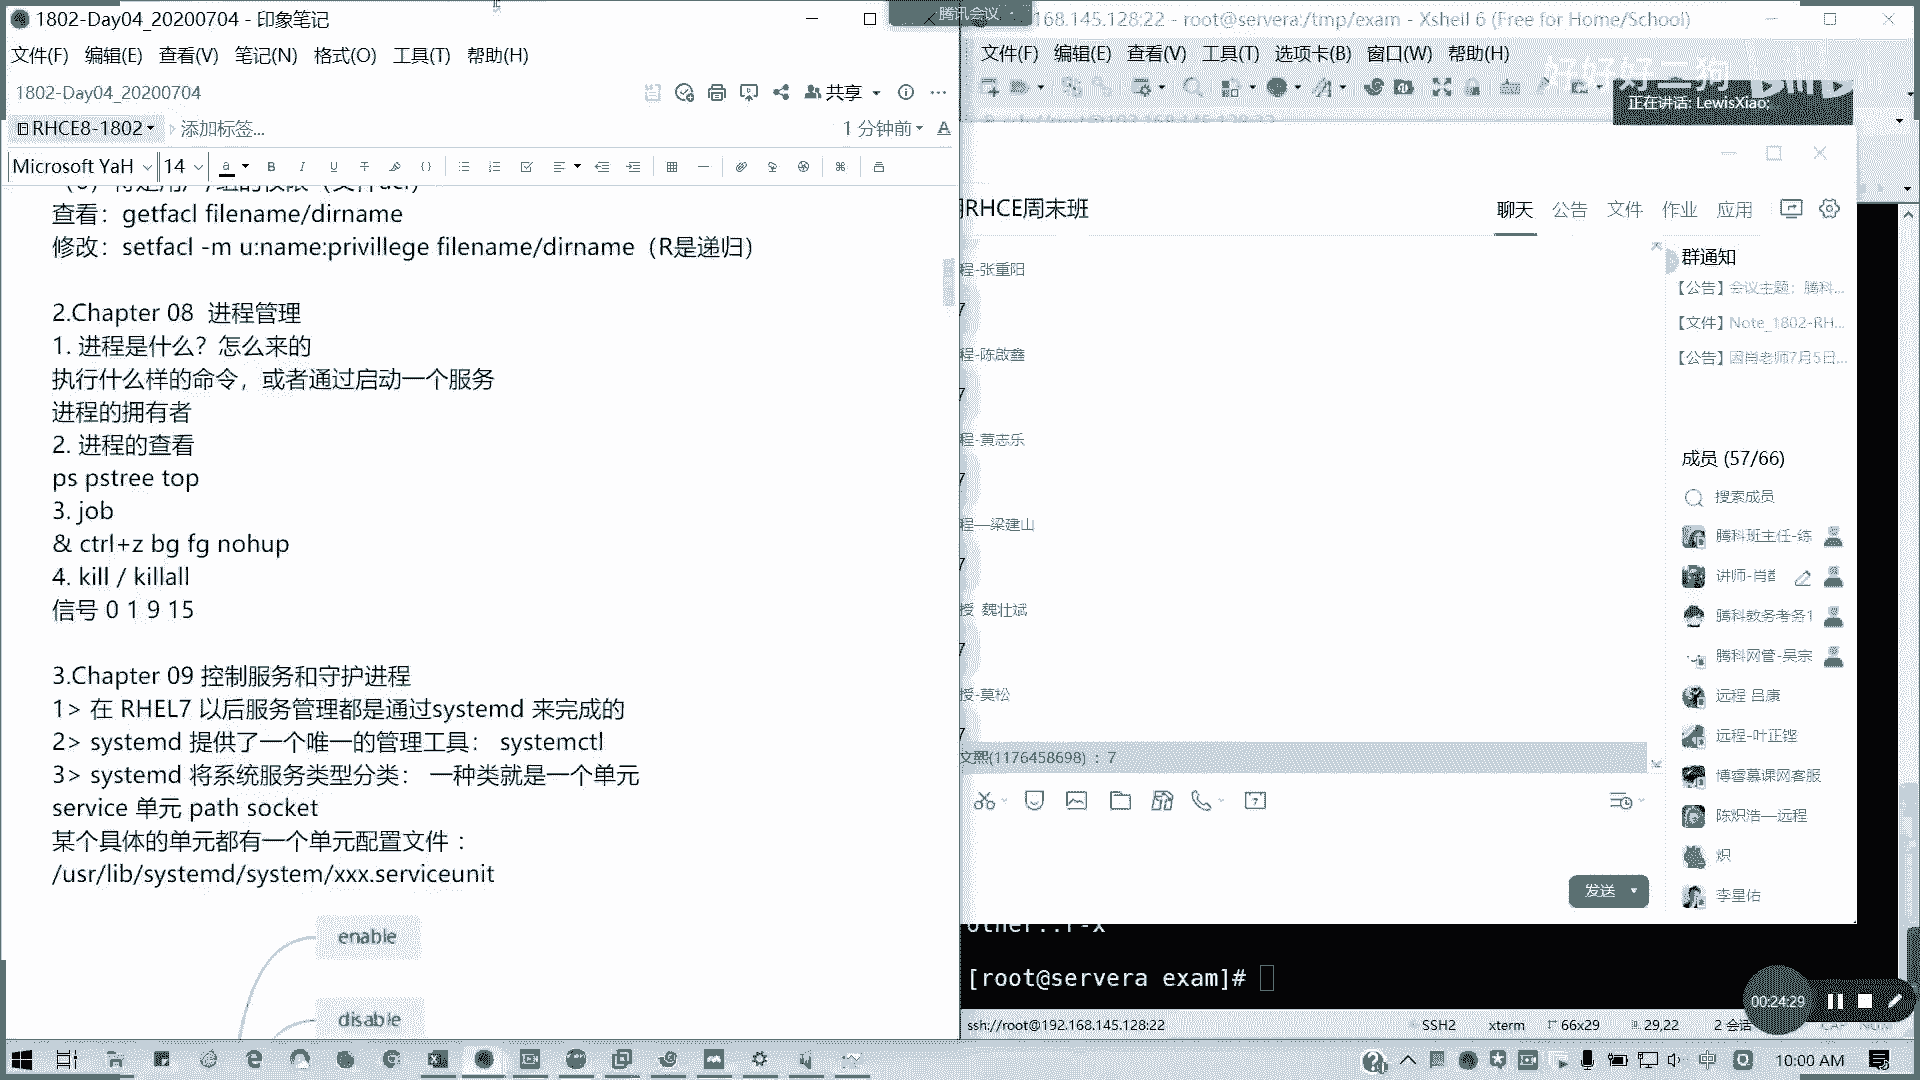 1802-Day04_20200704 - 印象笔记
文件(F) 编辑(E) 查看(V) 笔记(N) 格式(O) 工具(T) 帮助(H)
1802-Day04_20200704
共享
RHCE8-1802
添加标签...
1 分钟前
Microsoft YaH 14
查看：getfacl filename/dirname
修改：setfacl -m u:name:privillege filename/dirname（R是递归）
2.Chapter 08 进程管理
1. 进程是什么？怎么来的
执行什么样的命令，或者通过启动一个服务
进程的拥有者
2. 进程的查看
ps pstree top
3. job
& ctrl+z bg fg nohup
4. kill / killall
信号 0 1 9 15
3.Chapter 09 控制服务和守护进程
1> 在 RHEL7 以后服务管理都是通过systemd 来完成的
2> systemd 提供了一个唯一的管理工具： systemctl
3> systemd 将系统服务类型分类： 一种类就是一个单元
service 单元 path socket
某个具体的单元都有一个单元配置文件：
/usr/lib/systemd/system/xxx.serviceunit
enable
disable
腾讯会议
168.145.128:22 - root@servera:/tmp/exam - Xshell 6 (Free for Home/School)
文件(F) 编辑(E) 查看(V) 工具(T) 选项卡(B) 窗口(W) 帮助(H)
好好好二狗
bilibili
正在讲话: LewisXiao;
RHCE周末班
聊天 公告 文件 作业 应用
程-张重阳
7
程-陈啟鑫
7
程-黄志乐
7
程—梁建山
7
授 魏壮斌
7
授-莫松
7
文熙(1176458698) : 7
发送
群通知
【公告】会议主题：腾科...
【文件】Note_1802-RH...
【公告】因肖老师7月5日...
成员 (57/66)
搜索成员
腾科班主任-练
讲师-肖
腾科教务考务1
腾科网管-吴宗
远程 吕康
远程-叶正铿
博睿慕课网客服
陈炽浩—远程
炽
李星佑
other::r-x
[root@servera exam]#
00:24:29
ssh://root@192.168.145.128:22 SSH2 xterm 66x29 29,22 2 会话
10:00 AM